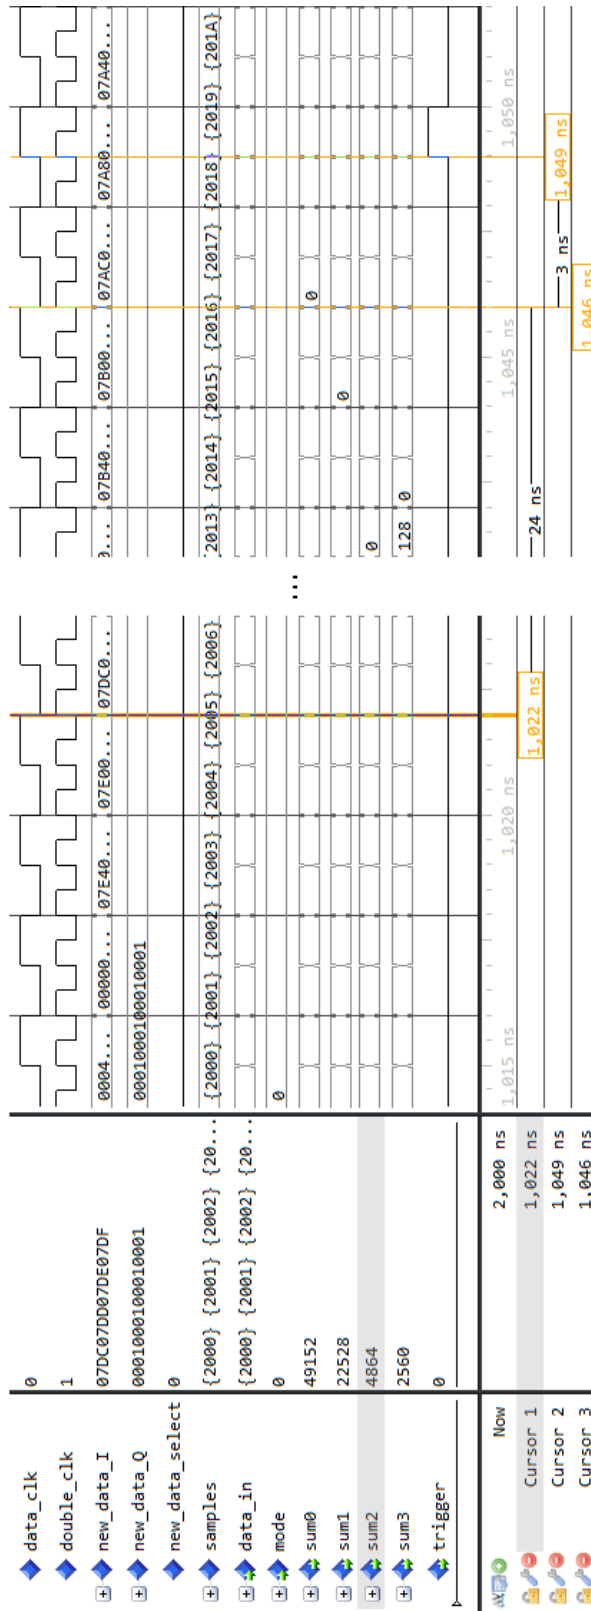 data_clk 0
double_clk 1
new_data_I 07DC07DD07DE07DF 0004... 00000... 07E40... 07E00... 07DC0... ... 0... 07B40... 07B00... 07AC0... 07A80... 07A40...
new_data_Q 0001000100010001 0001000100010001
new_data_select 0
samples {2000} {2001} {2002} {20... {2000} {2001} {2002} {2003} {2004} {2005} {2006} {2013} {2014} {2015} {2016} {2017} {2018} {2019} {201A}
data_in {2000} {2001} {2002} {20...
mode 0 0
sum0 49152 0
sum1 22528 0
sum2 4864 0
sum3 2560 128 0
trigger 0
Now 2,000 ns 1,015 ns 1,020 ns 1,045 ns 1,050 ns
Cursor 1 1,022 ns 1,022 ns 24 ns
Cursor 2 1,049 ns 3 ns 1,049 ns
Cursor 3 1,046 ns 1,046 ns